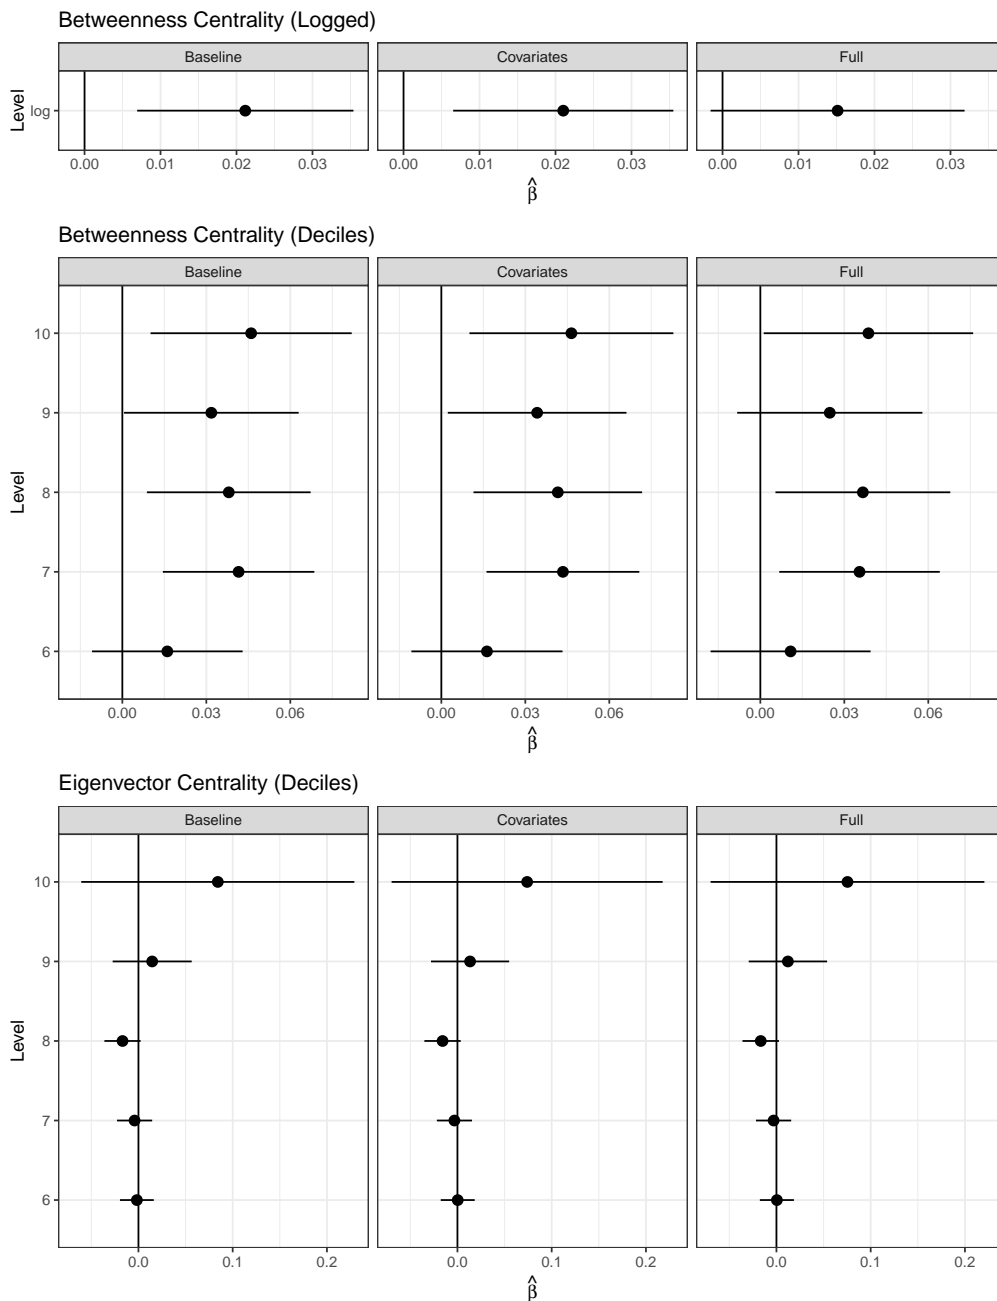 Betweenness Centrality (Logged)
Baseline Covariates Full
Level
log
0.00 0.01 0.02 0.03 0.00 0.01 0.02 0.03 0.00 0.01 0.02 0.03
β̂
Betweenness Centrality (Deciles)
Baseline Covariates Full
10
9
Level
8
7
6
0.00 0.03 0.06 0.00 0.03 0.06 0.00 0.03 0.06
β̂
Eigenvector Centrality (Deciles)
Baseline Covariates Full
10
9
Level
8
7
6
0.0 0.1 0.2 0.0 0.1 0.2 0.0 0.1 0.2
β̂